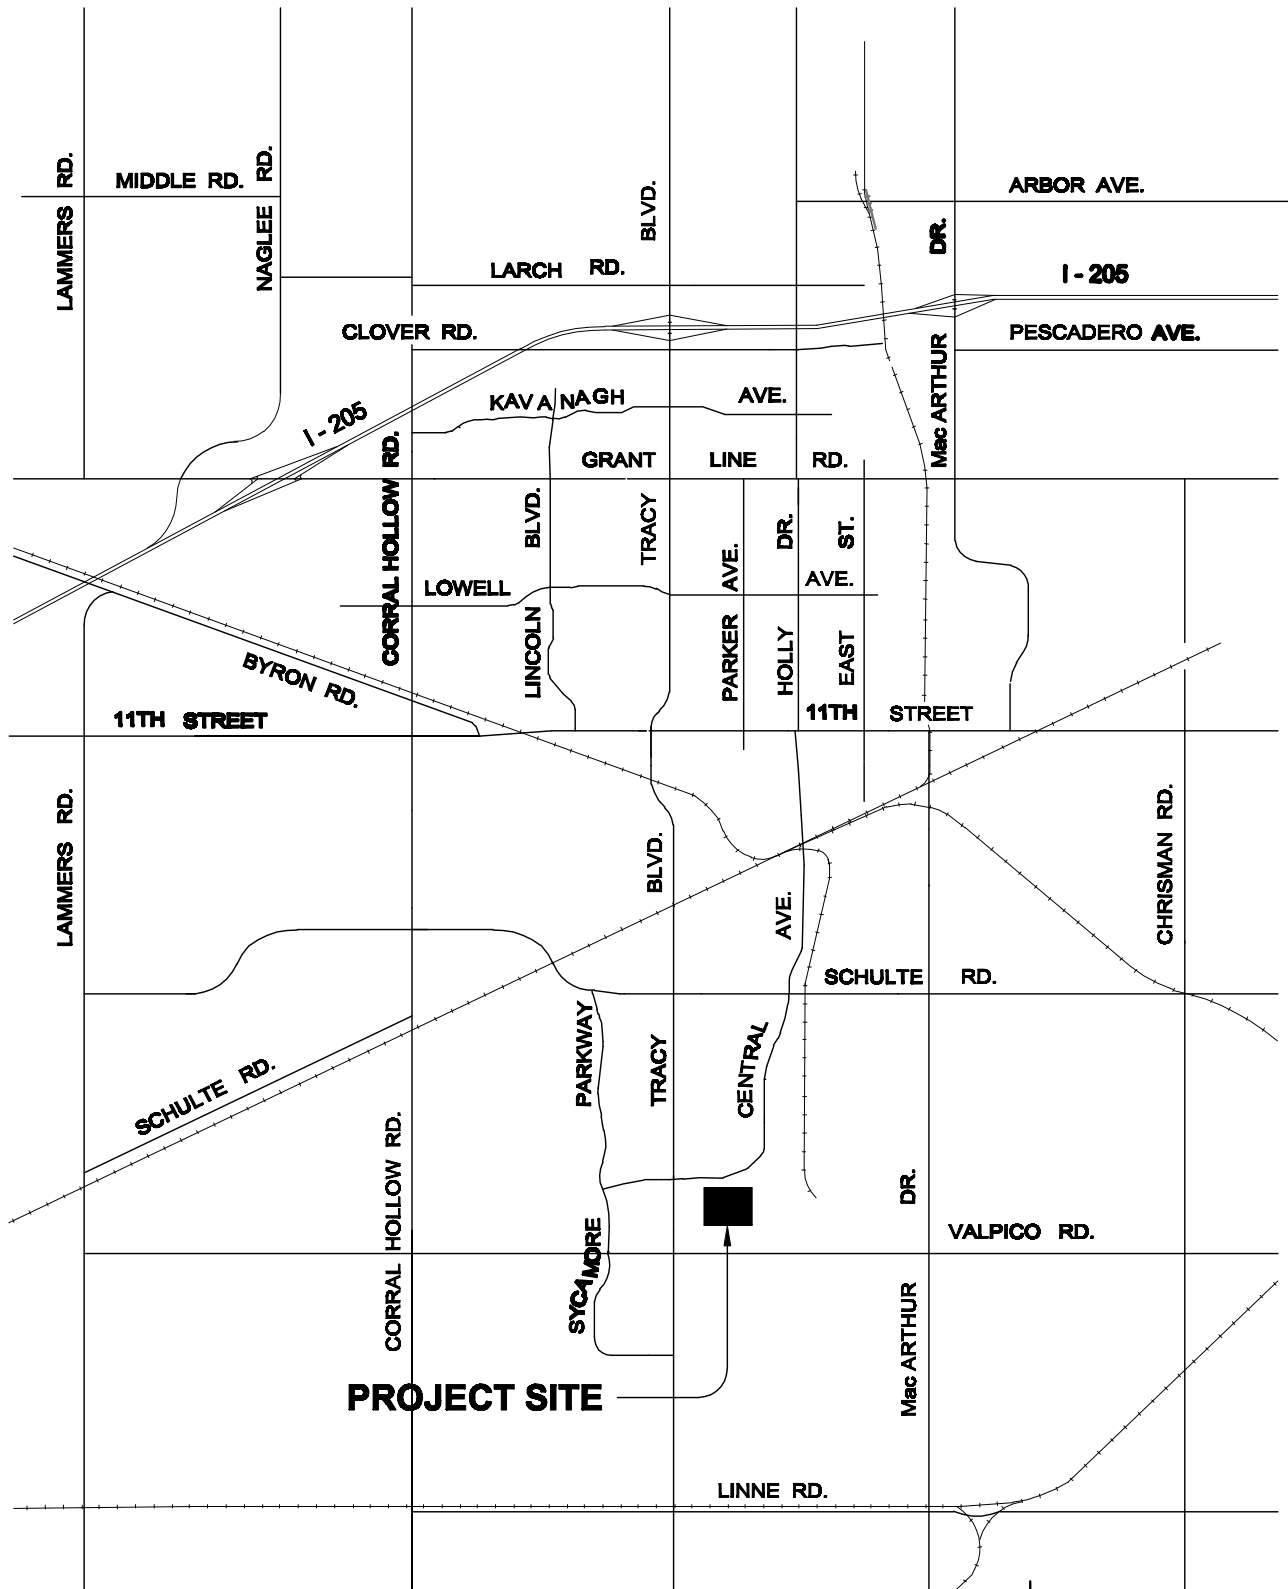 LAMMERS RD.
MIDDLE RD.
NAGLEE RD.
BLVD.
ARBOR AVE.
DR.
LARCH RD.
I - 205
CLOVER RD.
PESCADERO AVE.
Mac ARTHUR
KAVANAGH AVE.
I - 205
CORRAL HOLLOW RD.
GRANT LINE RD.
BLVD.
TRACY
DR.
ST.
AVE.
LOWELL
AVE.
LINCOLN
PARKER
HOLLY
EAST
BYRON RD.
11TH STREET
11TH STREET
LAMMERS RD.
BLVD.
AVE.
CHRISMAN RD.
SCHULTE RD.
PARKWAY
TRACY
CENTRAL
SCHULTE RD.
CORRAL HOLLOW RD.
DR.
SYCAMORE
VALPICO RD.
Mac ARTHUR
PROJECT SITE
LINNE RD.